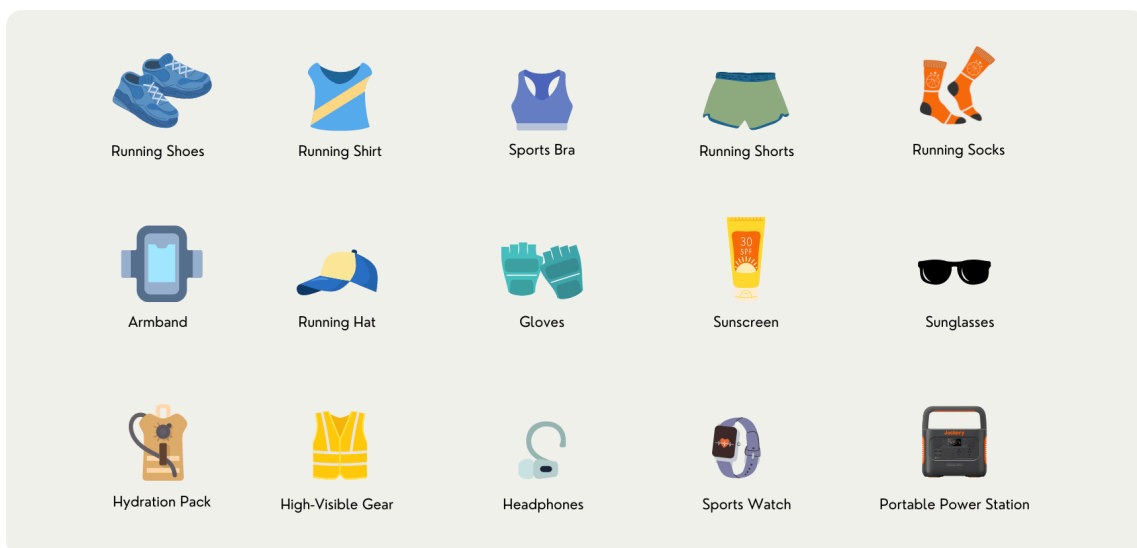 Running Shoes
Running Shirt
Sports Bra
Running Shorts
Running Socks
Armband
Running Hat
Gloves
30
SPF
Sunscreen
Sunglasses
Hydration Pack
High-Visible Gear
Headphones
Sports Watch
Jackery
Portable Power Station